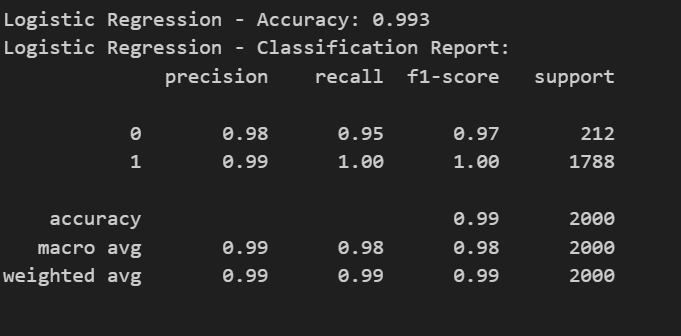 Logistic Regression - Accuracy: 0.993
Logistic Regression - Classification Report:
precision recall f1-score support
0 0.98 0.95 0.97 212
1 0.99 1.00 1.00 1788
accuracy 0.99 2000
macro avg 0.99 0.98 0.98 2000
weighted avg 0.99 0.99 0.99 2000